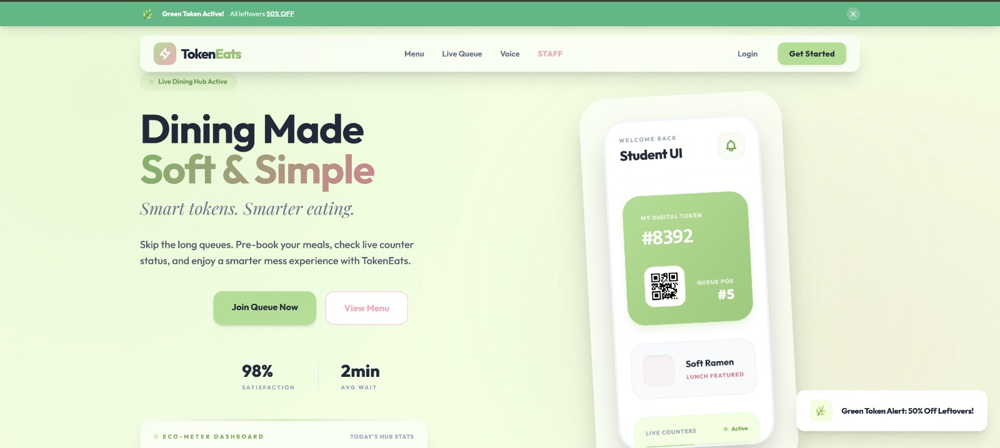 Green Token Active! All leftovers 50% OFF
TokenEats
Menu
Live Queue
Voice
STAFF
Login
Get Started
Live Dining Hub Active
Dining Made
Soft & Simple
Smart tokens. Smarter eating.
Skip the long queues. Pre-book your meals, check live counter
status, and enjoy a smarter mess experience with TokenEats.
Join Queue Now
View Menu
98%
SATISFACTION
2min
AVG WAIT
ECO-METER DASHBOARD
TODAY'S HUB STATS
WELCOME BACK
Student UI
MY DIGITAL TOKEN
#8392
QUEUE POS
#5
Soft Ramen
LUNCH FEATURED
LIVE COUNTERS
Active
Green Token Alert: 50% Off Leftovers!